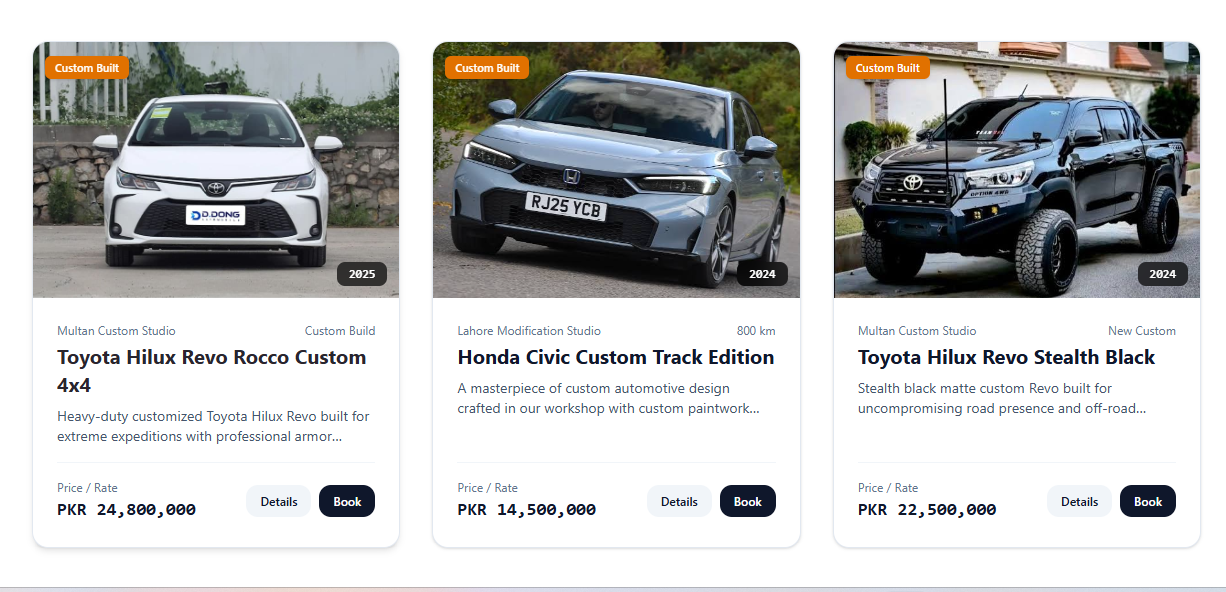 Custom Built
D.DONG
2025
Multan Custom Studio
Custom Build
Toyota Hilux Revo Rocco Custom
4x4
Heavy-duty customized Toyota Hilux Revo built for
extreme expeditions with professional armor...
Price / Rate
PKR 24,800,000
Details
Book
Custom Built
RJ25 YCB
2024
Lahore Modification Studio
800 km
Honda Civic Custom Track Edition
A masterpiece of custom automotive design
crafted in our workshop with custom paintwork...
Price / Rate
PKR 14,500,000
Details
Book
Custom Built
OPTION 4WD
2024
Multan Custom Studio
New Custom
Toyota Hilux Revo Stealth Black
Stealth black matte custom Revo built for
uncompromising road presence and off-road...
Price / Rate
PKR 22,500,000
Details
Book